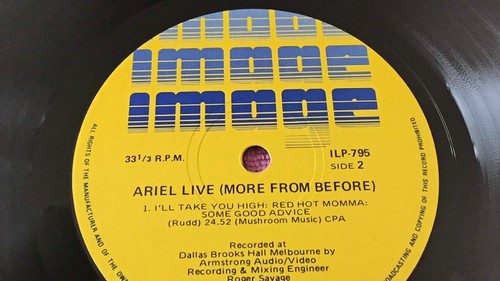 image
image
image
33 1/3 R.P.M.
ILP-795
SIDE 2
ARIEL LIVE (MORE FROM BEFORE)
1. I'LL TAKE YOU HIGH: RED HOT MOMMA:
SOME GOOD ADVICE
(Rudd) 24.52 (Mushroom Music) CPA
Recorded at
Dallas Brooks Hall Melbourne by
Armstrong Audio/Video
Recording & Mixing Engineer
Roger Savage
ALL RIGHTS OF THE MANUFACTURER AND OF THE
BROADCASTING AND COPYING OF THIS RECORD PROHIBITED.